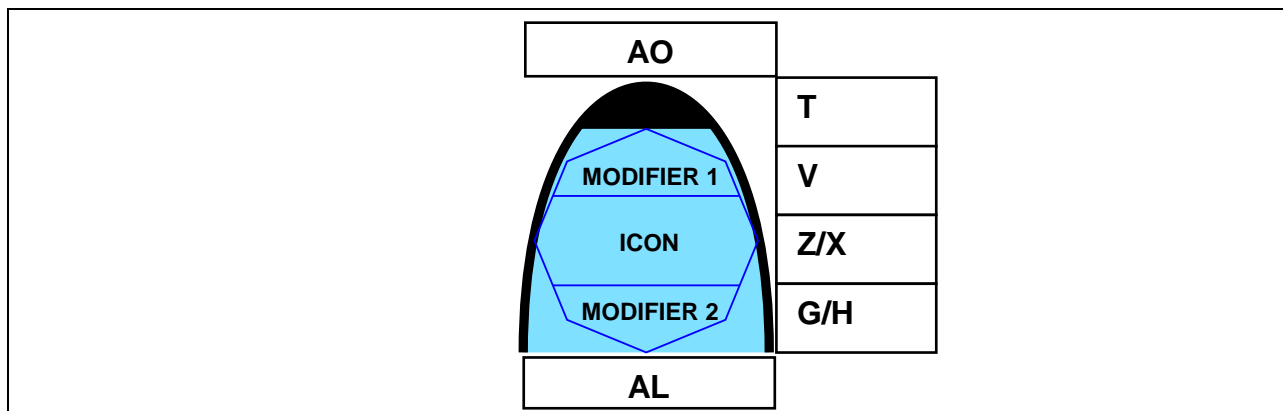 AO
T
MODIFIER 1
V
ICON
Z/X
MODIFIER 2
G/H
AL